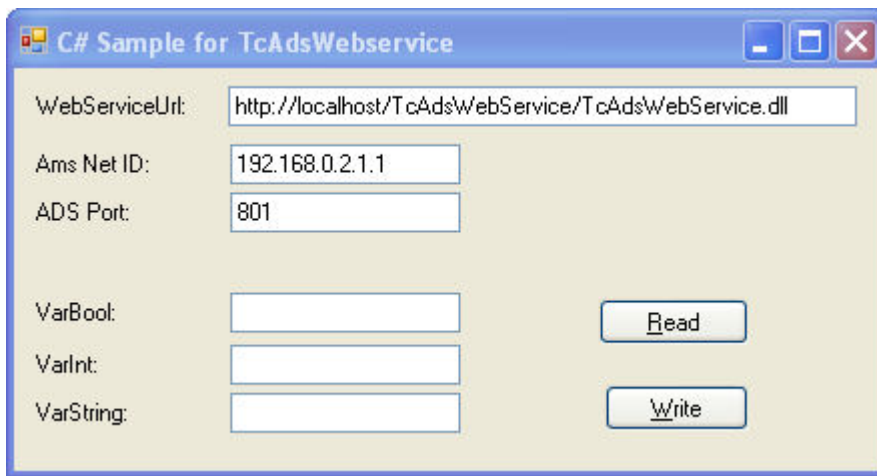 C# Sample for TcAdsWebservice
WebServiceUrl: http://localhost/TcAdsWebService/TcAdsWebService.dll
Ams Net ID: 192.168.0.2.1.1
ADS Port: 801
VarBool:
Read
VarInt:
VarString:
Write